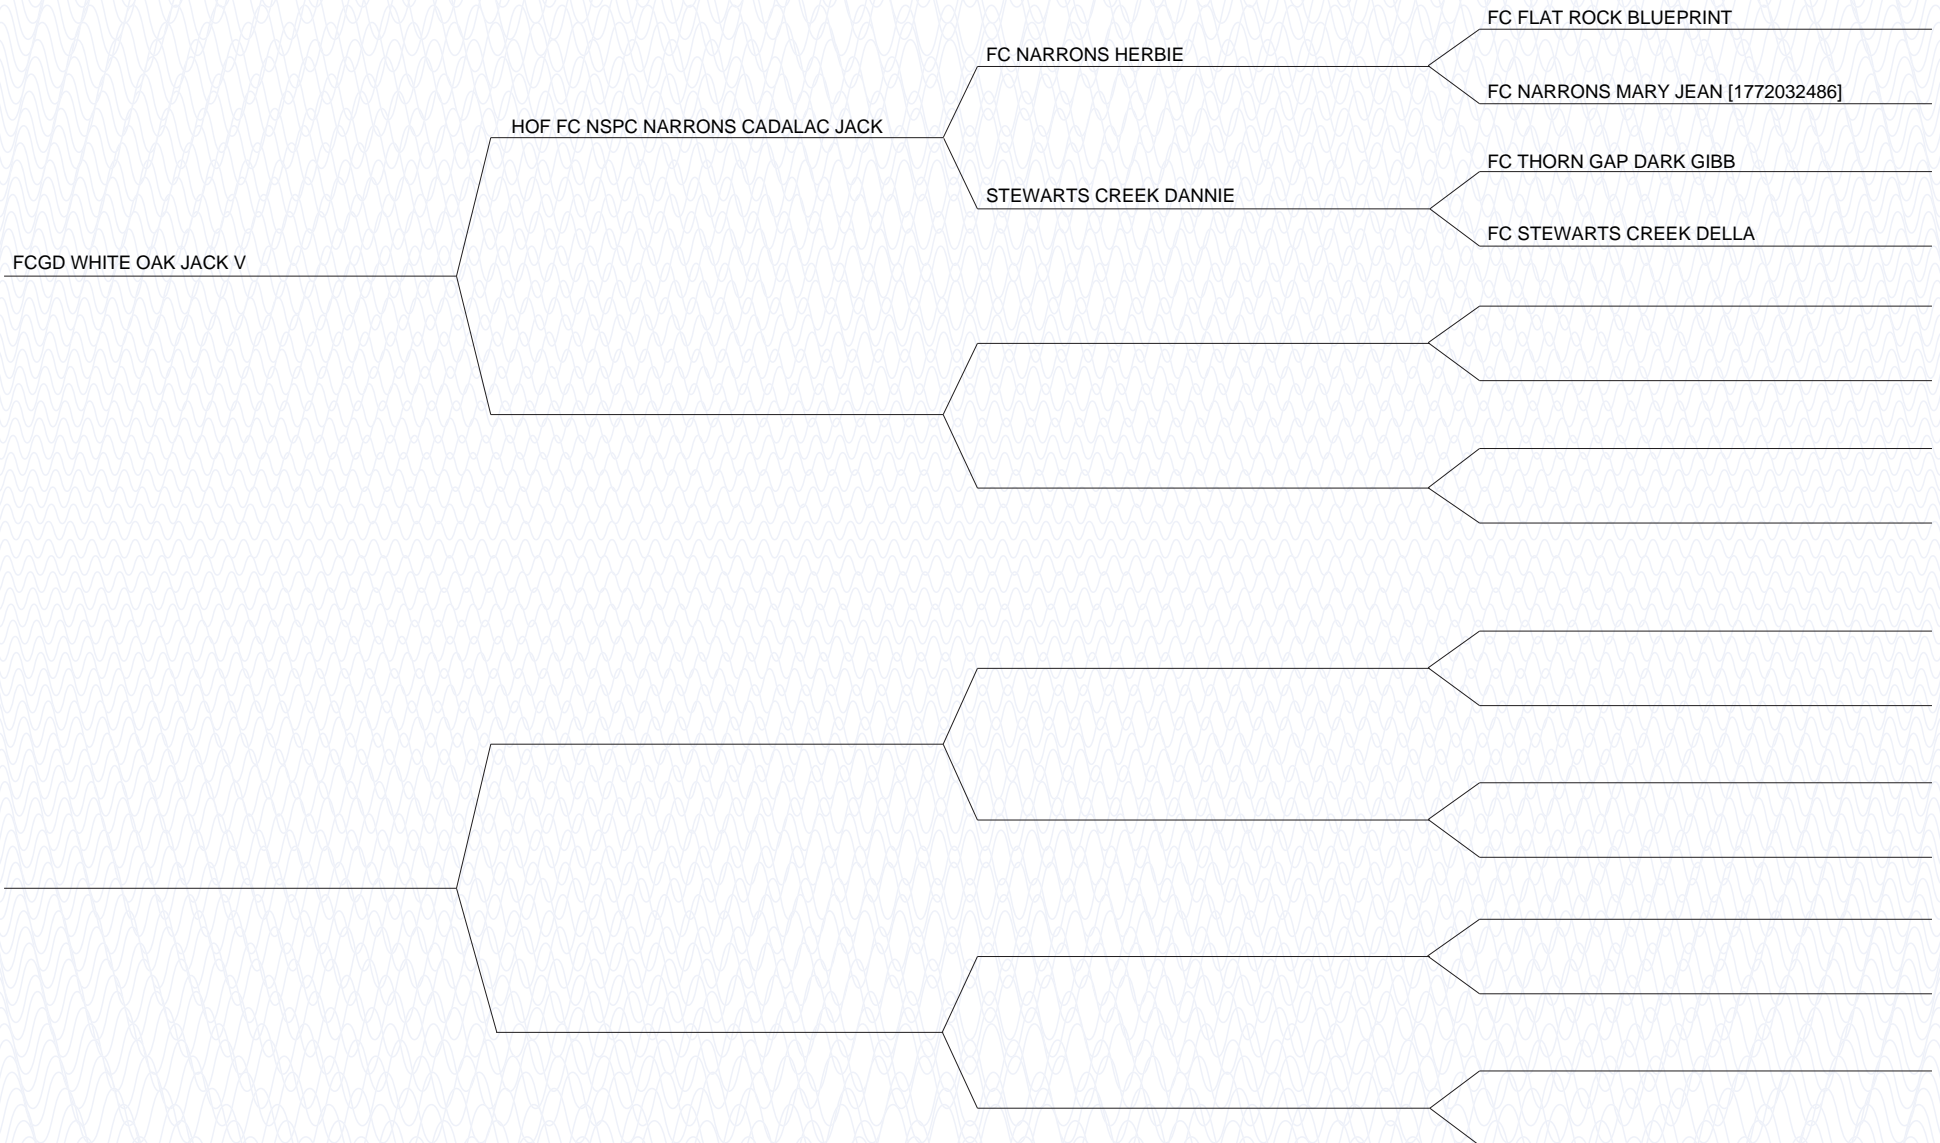 FC FLAT ROCK BLUEPRINT
FC NARRONS HERBIE
FC NARRONS MARY JEAN [1772032486]
HOF FC NSPC NARRONS CADALAC JACK
FC THORN GAP DARK GIBB
STEWARTS CREEK DANNIE
FC STEWARTS CREEK DELLA
FCGD WHITE OAK JACK V